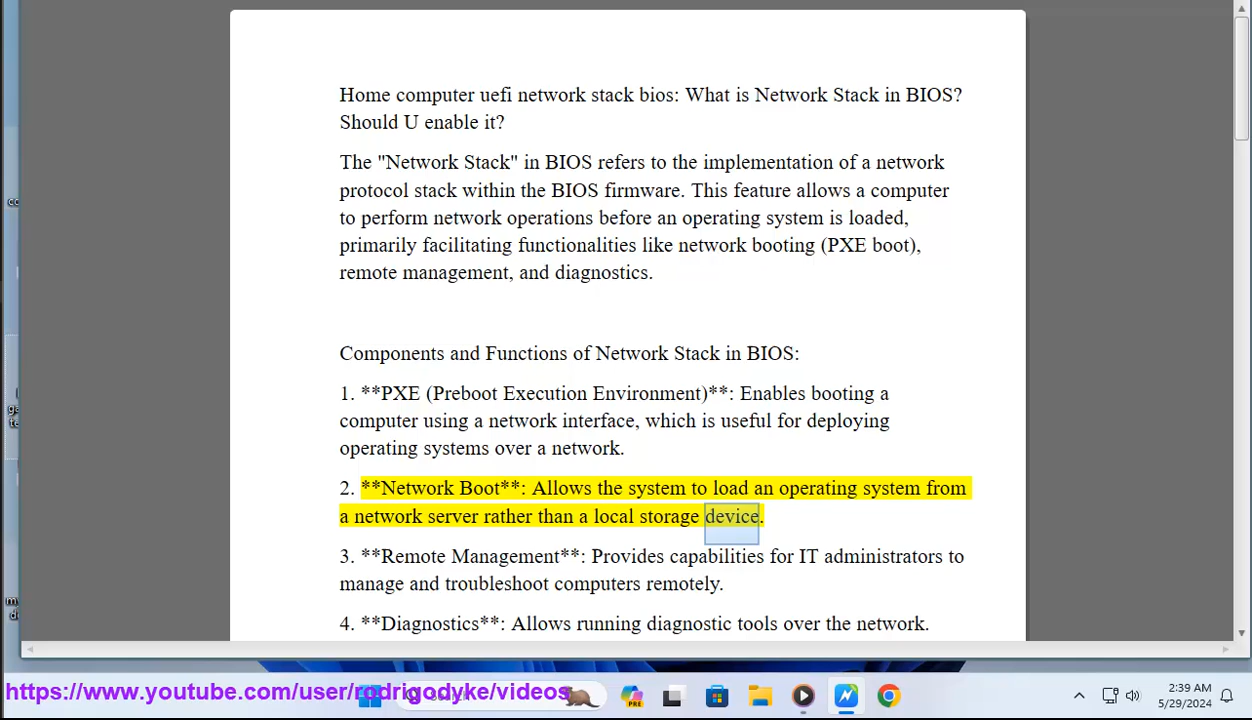 Home computer uefi network stack bios: What is Network Stack in BIOS?
Should U enable it?
The "Network Stack" in BIOS refers to the implementation of a network
protocol stack within the BIOS firmware. This feature allows a computer
to perform network operations before an operating system is loaded,
primarily facilitating functionalities like network booting (PXE boot),
remote management, and diagnostics.
Components and Functions of Network Stack in BIOS:
1. **PXE (Preboot Execution Environment)**: Enables booting a
computer using a network interface, which is useful for deploying
operating systems over a network.
2. **Network Boot**: Allows the system to load an operating system from
a network server rather than a local storage device.
3. **Remote Management**: Provides capabilities for IT administrators to
manage and troubleshoot computers remotely.
4. **Diagnostics**: Allows running diagnostic tools over the network.
https://www.youtube.com/user/rodrigodyke/videos
PRE
2:39 AM
5/29/2024